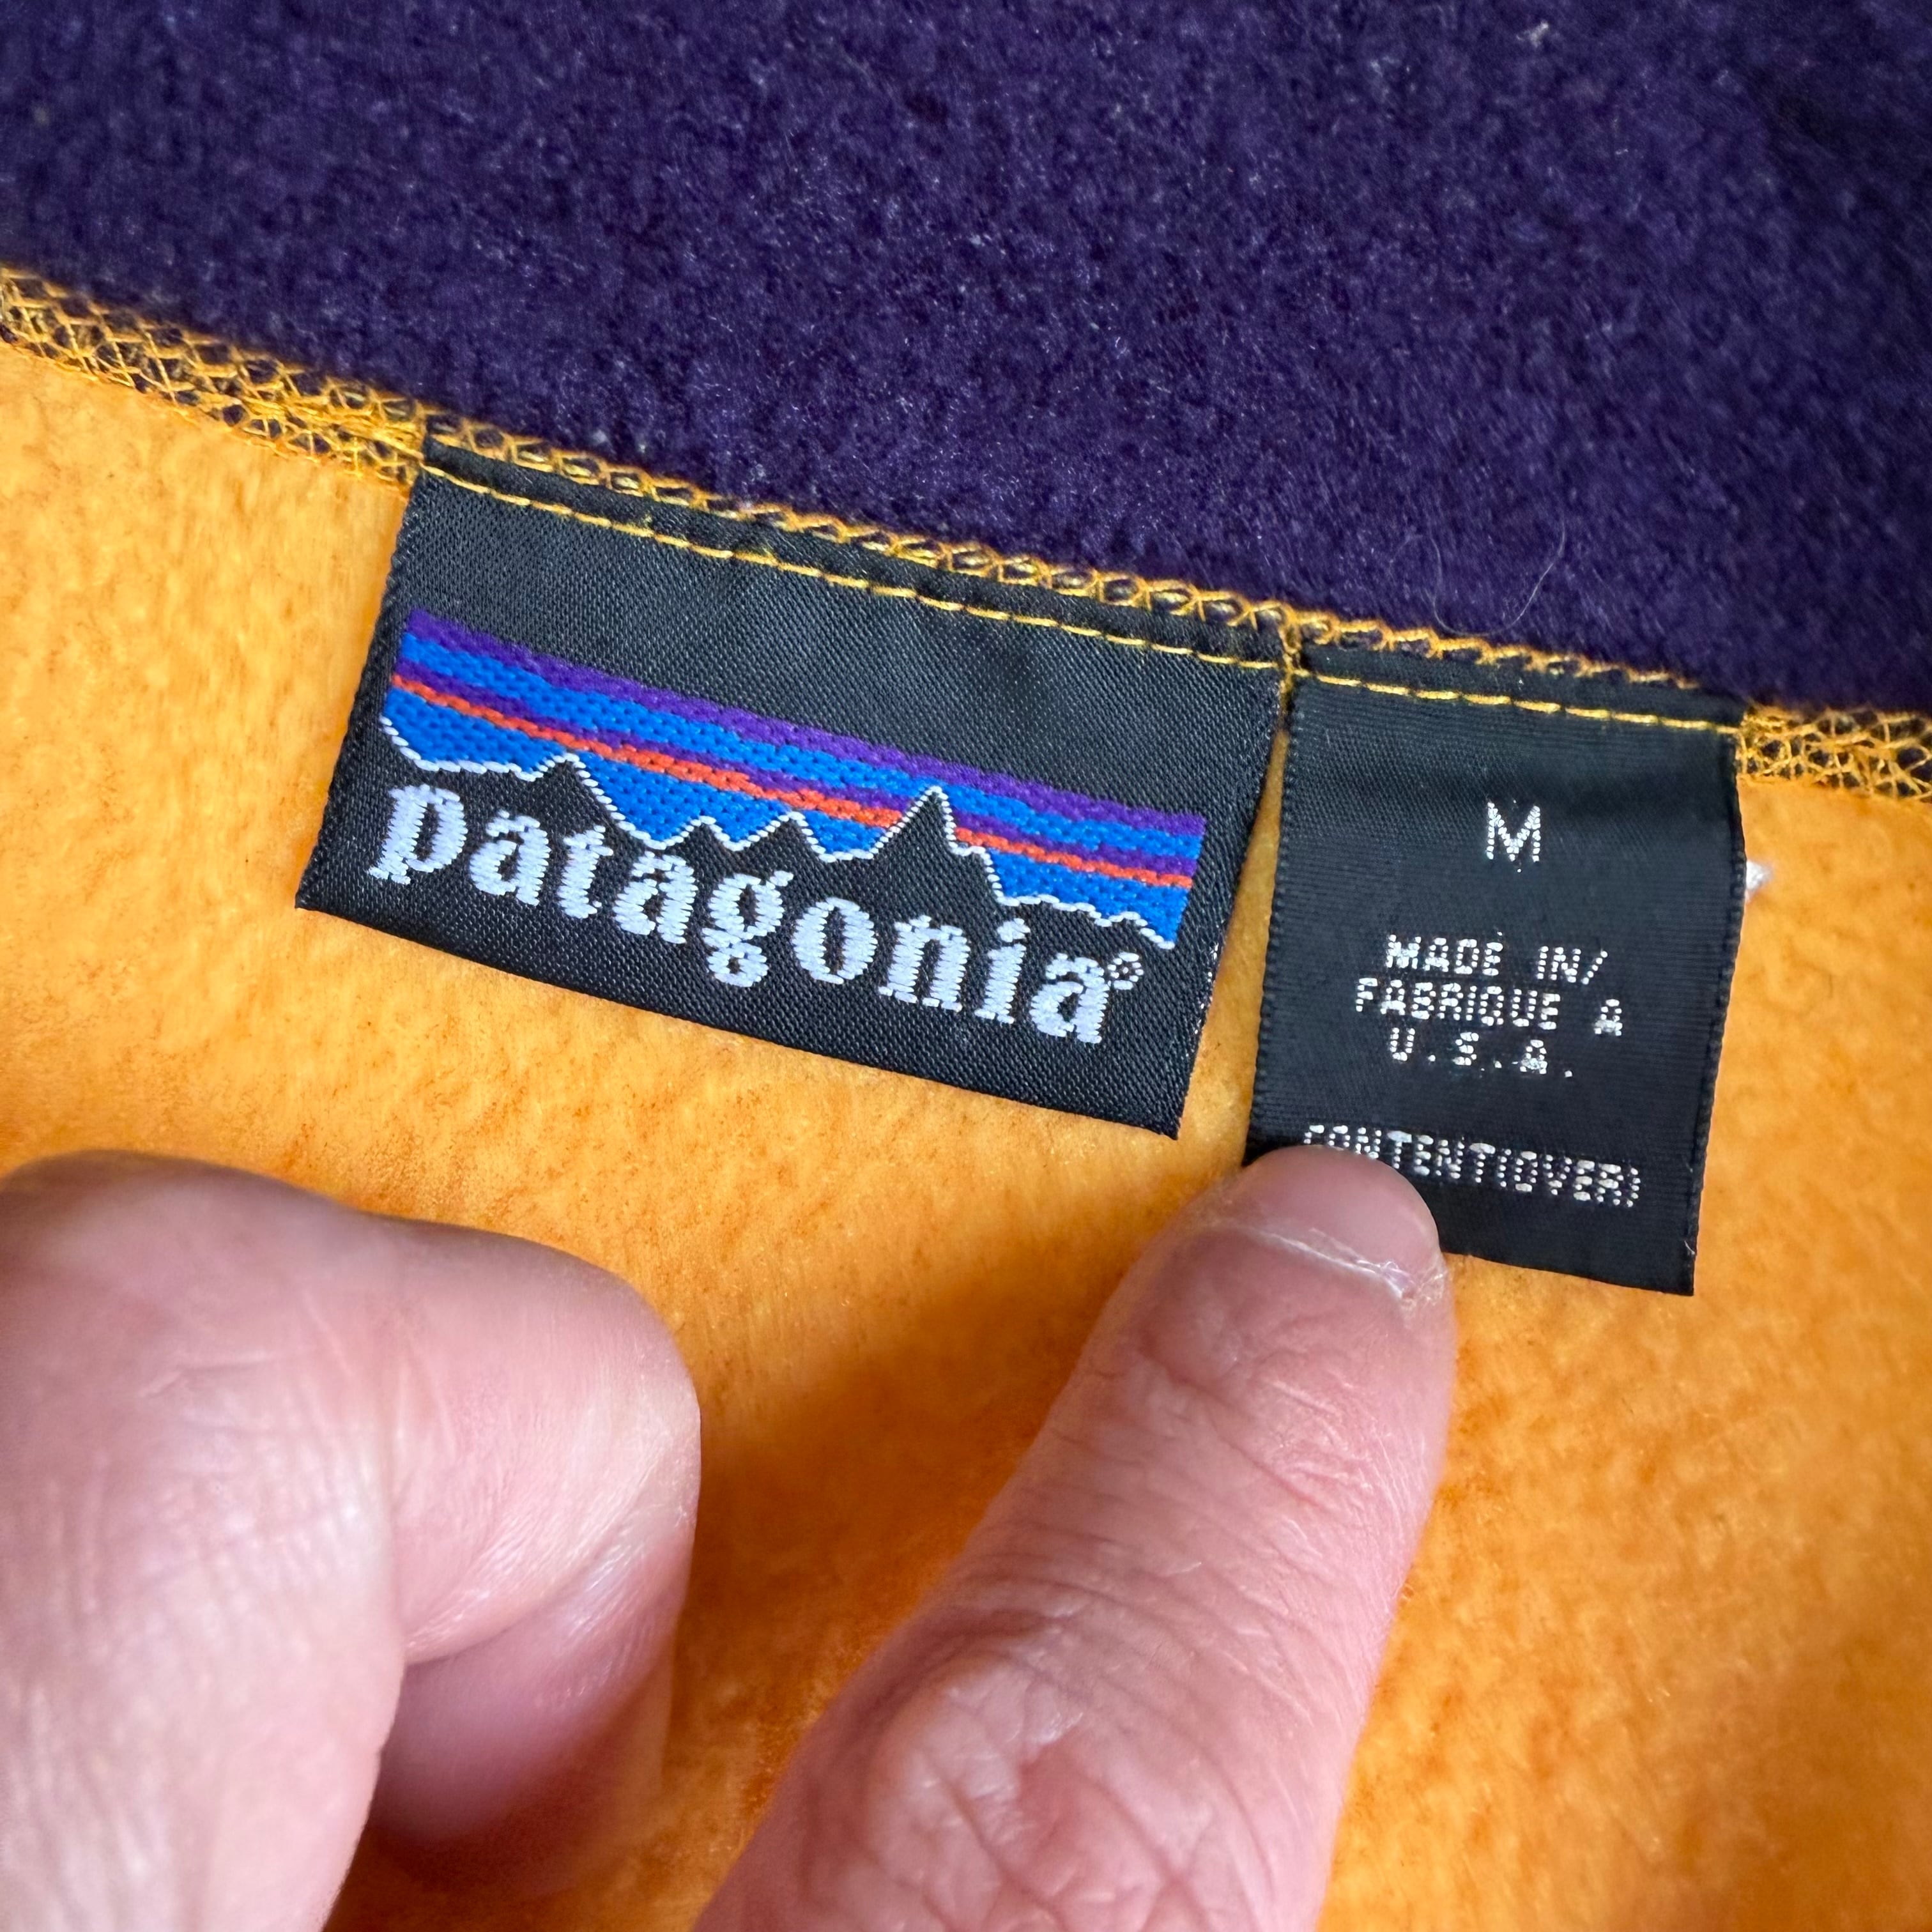 patagonia®
M
MADE IN/
FABRIQUE A
U.S.A.
CONTENT(OVER)